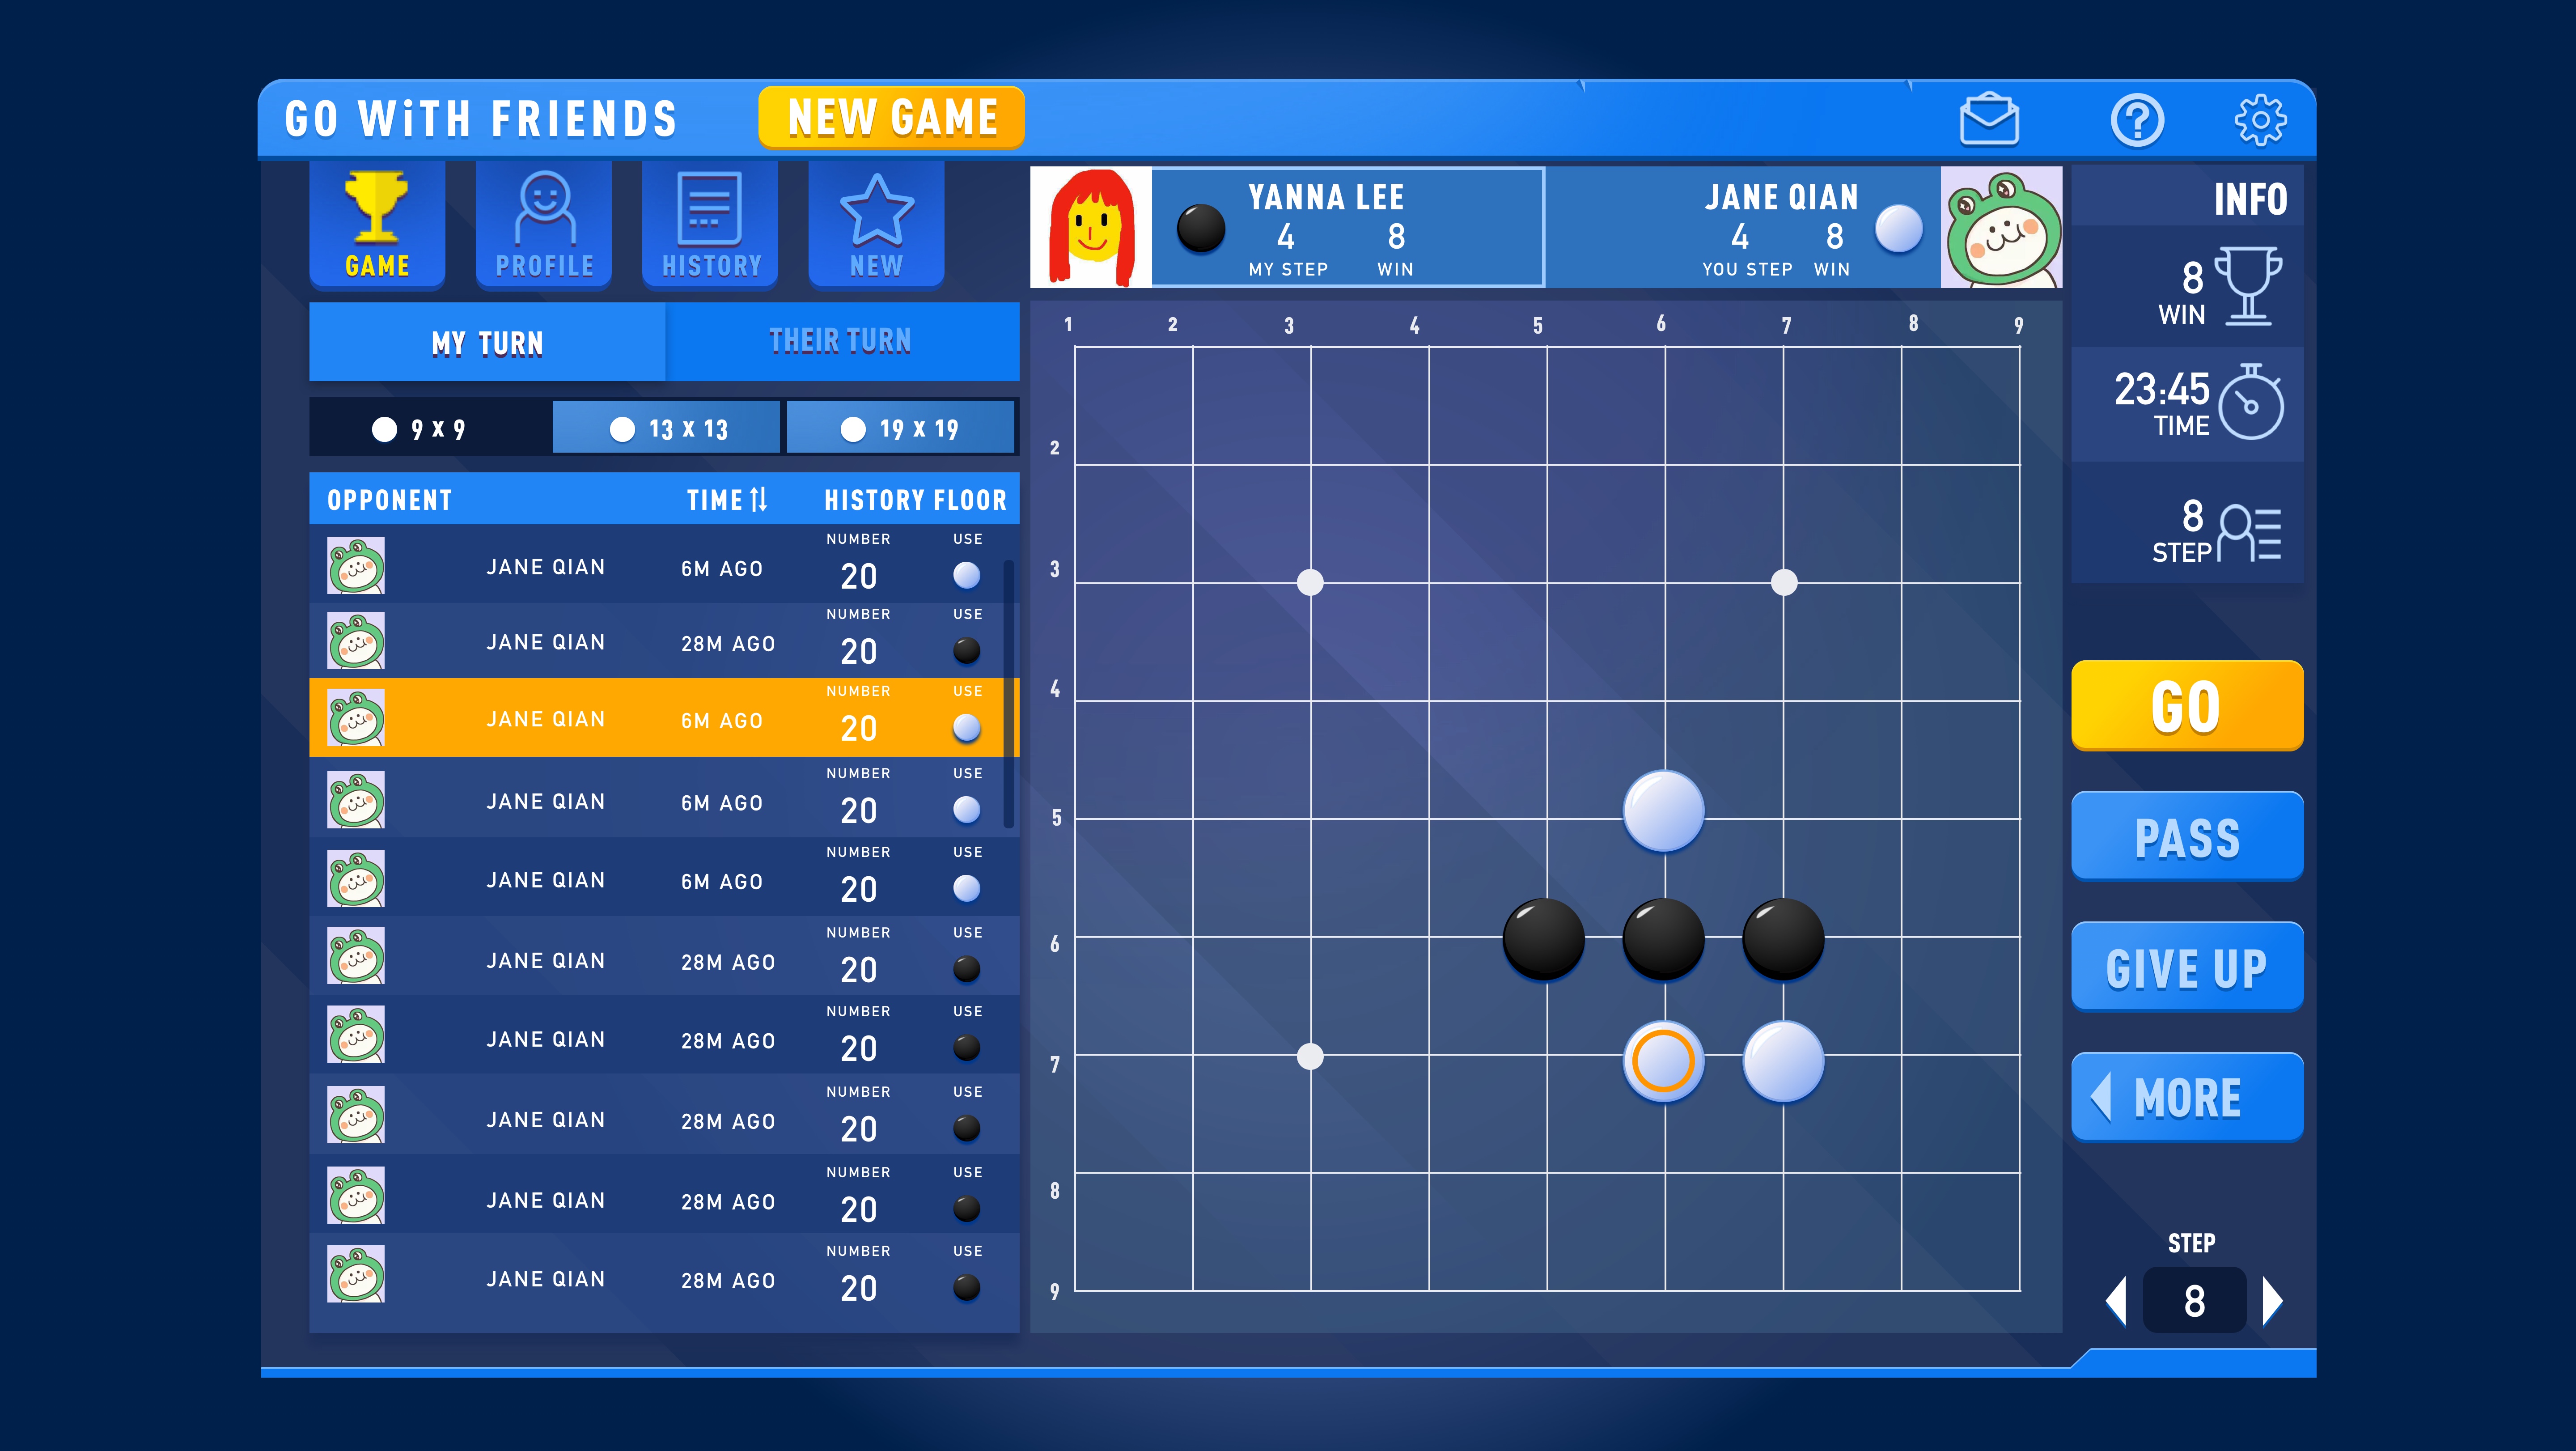 GO WiTH FRIENDS
NEW GAME
?
GAME
PROFILE
HISTORY
NEW
YANNA LEE
4 8
MY STEP WIN
JANE QIAN
4 8
YOU STEP WIN
INFO
8
WIN
23:45
TIME
8
STEP
MY TURN
THEIR TURN
9 X 9
13 X 13
19 X 19
OPPONENT TIME HISTORY FLOOR
NUMBER USE
JANE QIAN 6M AGO 20
NUMBER USE
JANE QIAN 28M AGO 20
NUMBER USE
JANE QIAN 6M AGO 20
NUMBER USE
JANE QIAN 6M AGO 20
NUMBER USE
JANE QIAN 6M AGO 20
NUMBER USE
JANE QIAN 28M AGO 20
NUMBER USE
JANE QIAN 28M AGO 20
NUMBER USE
JANE QIAN 28M AGO 20
NUMBER USE
JANE QIAN 28M AGO 20
NUMBER USE
JANE QIAN 28M AGO 20
1 2 3 4 5 6 7 8 9
2
3
4
5
6
7
8
9
GO
PASS
GIVE UP
MORE
STEP
8